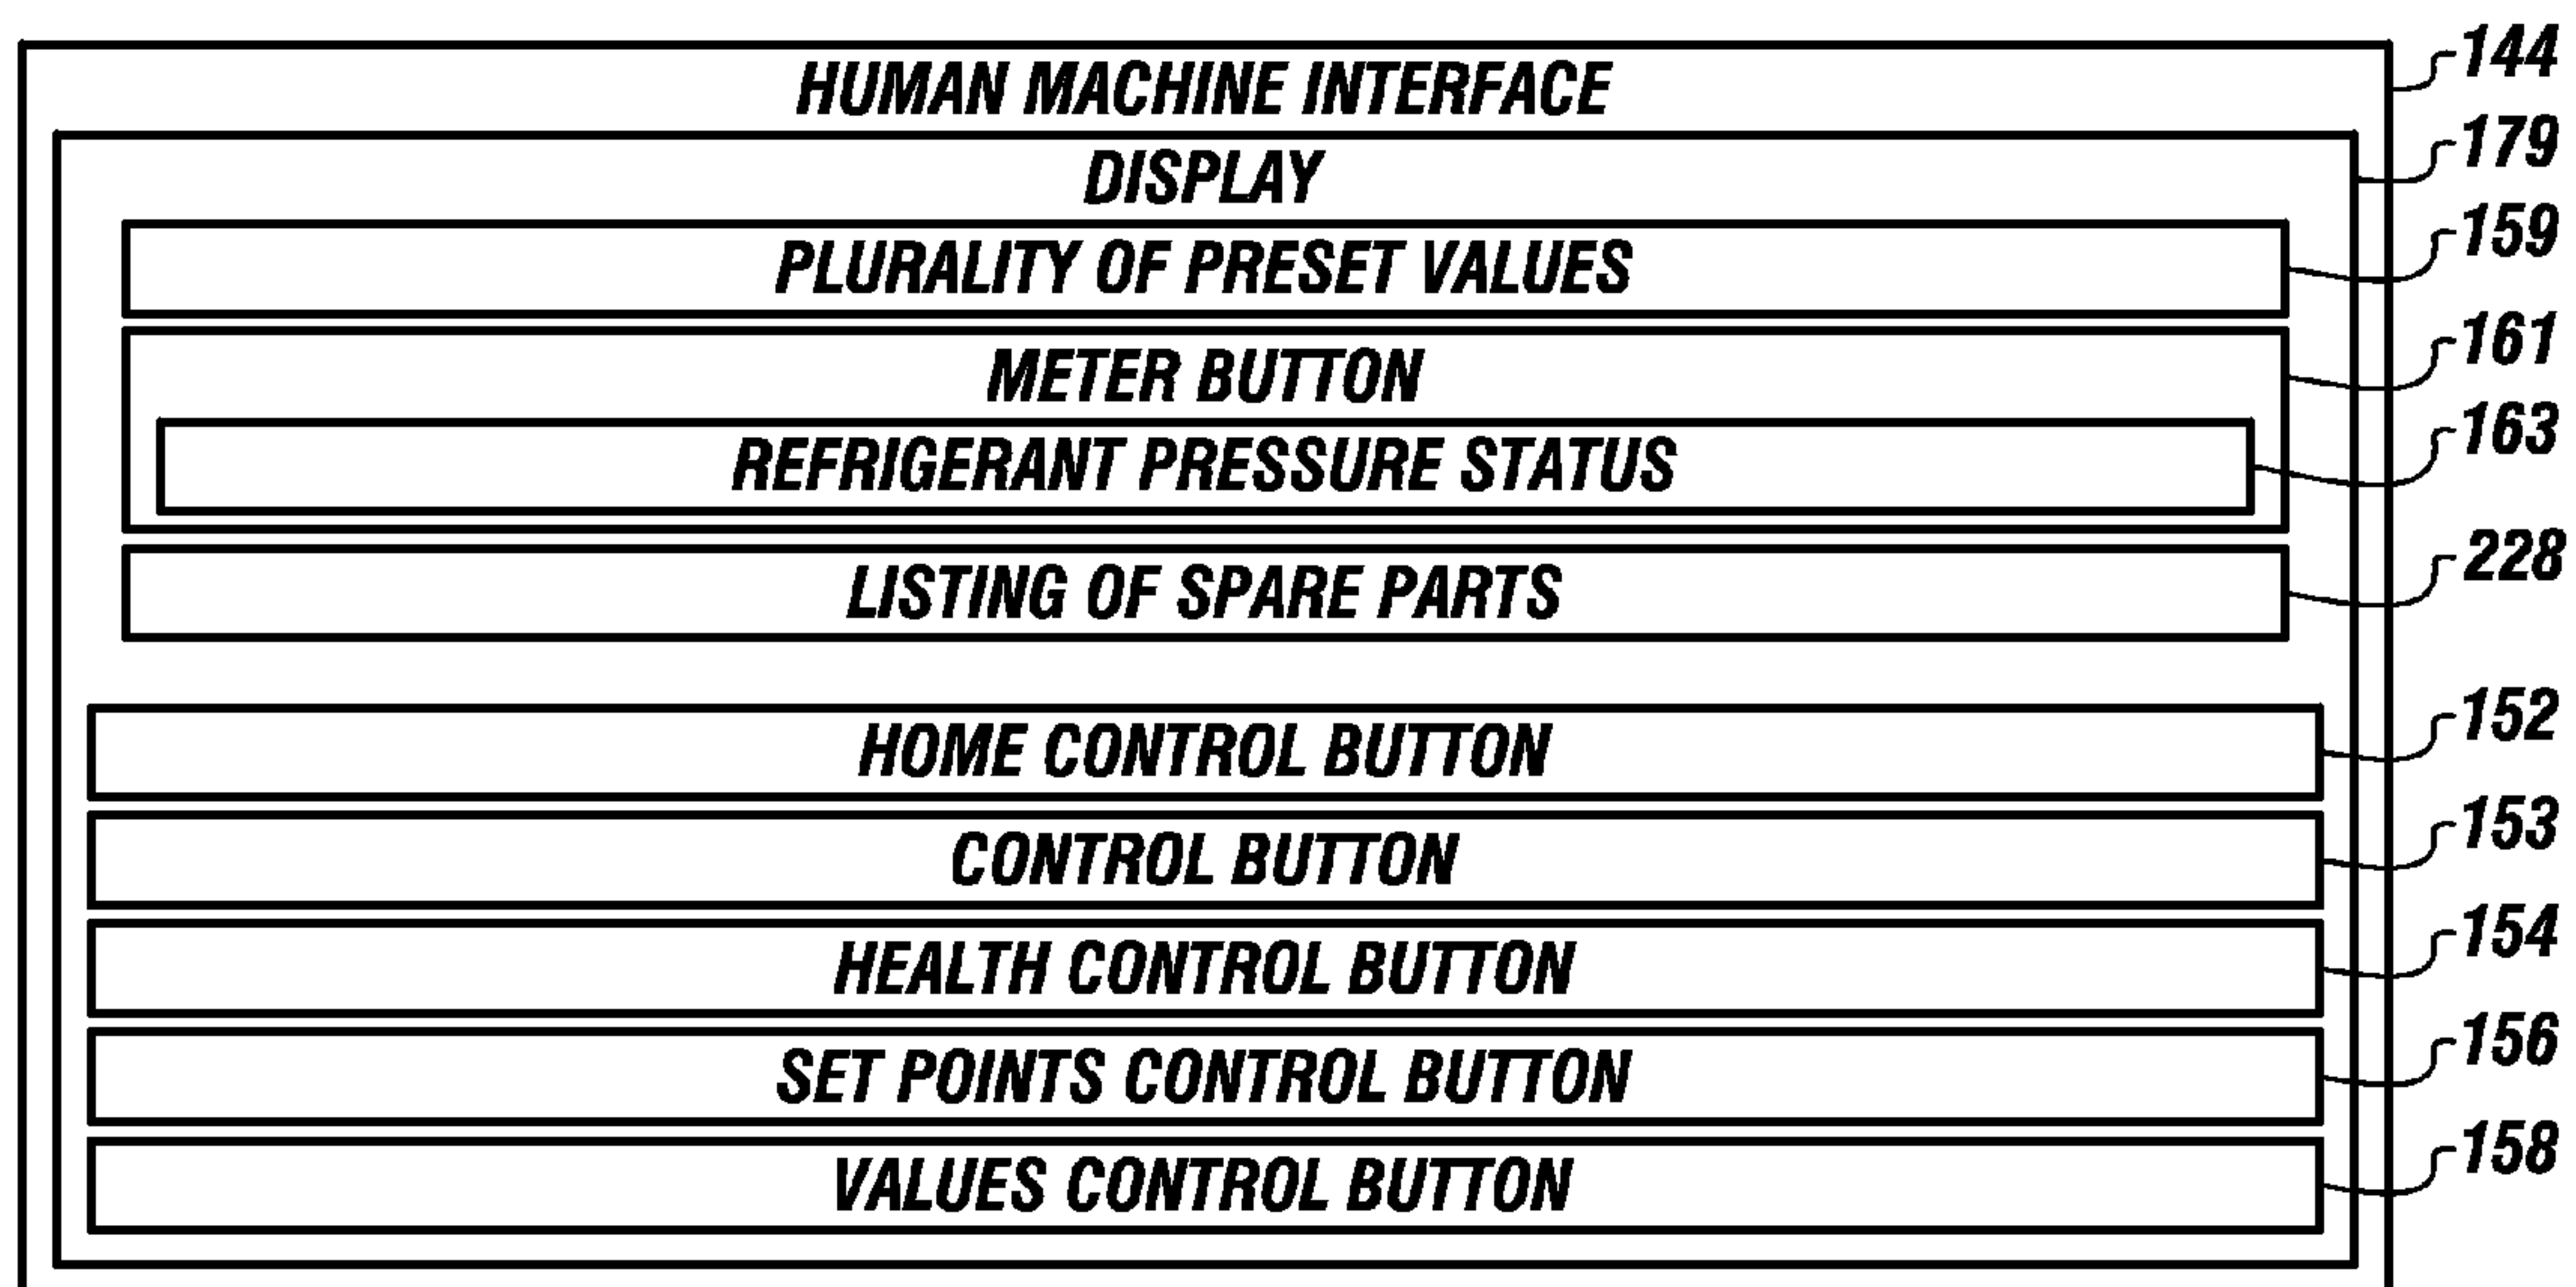 HUMAN MACHINE INTERFACE 144
DISPLAY 179
PLURALITY OF PRESET VALUES 159
METER BUTTON 161
REFRIGERANT PRESSURE STATUS 163
LISTING OF SPARE PARTS 228
HOME CONTROL BUTTON 152
CONTROL BUTTON 153
HEALTH CONTROL BUTTON 154
SET POINTS CONTROL BUTTON 156
VALUES CONTROL BUTTON 158